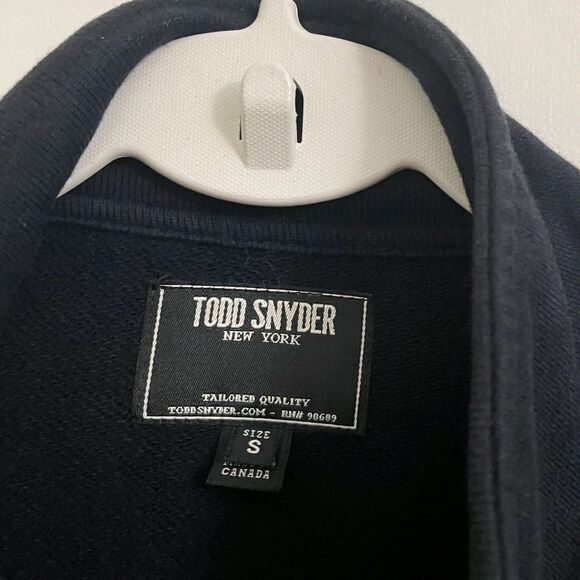 TODD SNYDER
NEW YORK
TAILORED QUALITY
TODDSNYDER.COM - RN# 98689
SIZE
S
CANADA